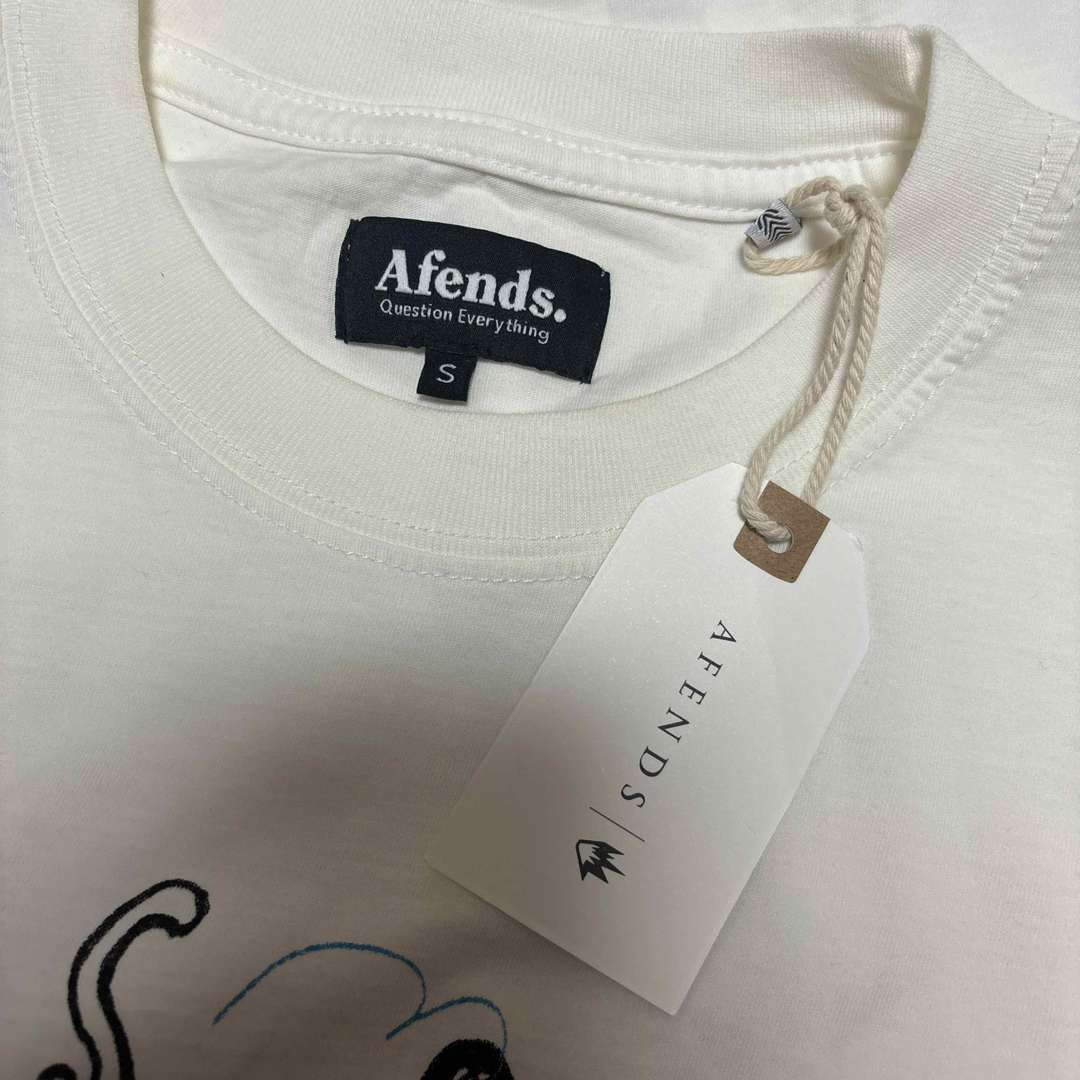 Afends.
Question Everything
S
AFENDS